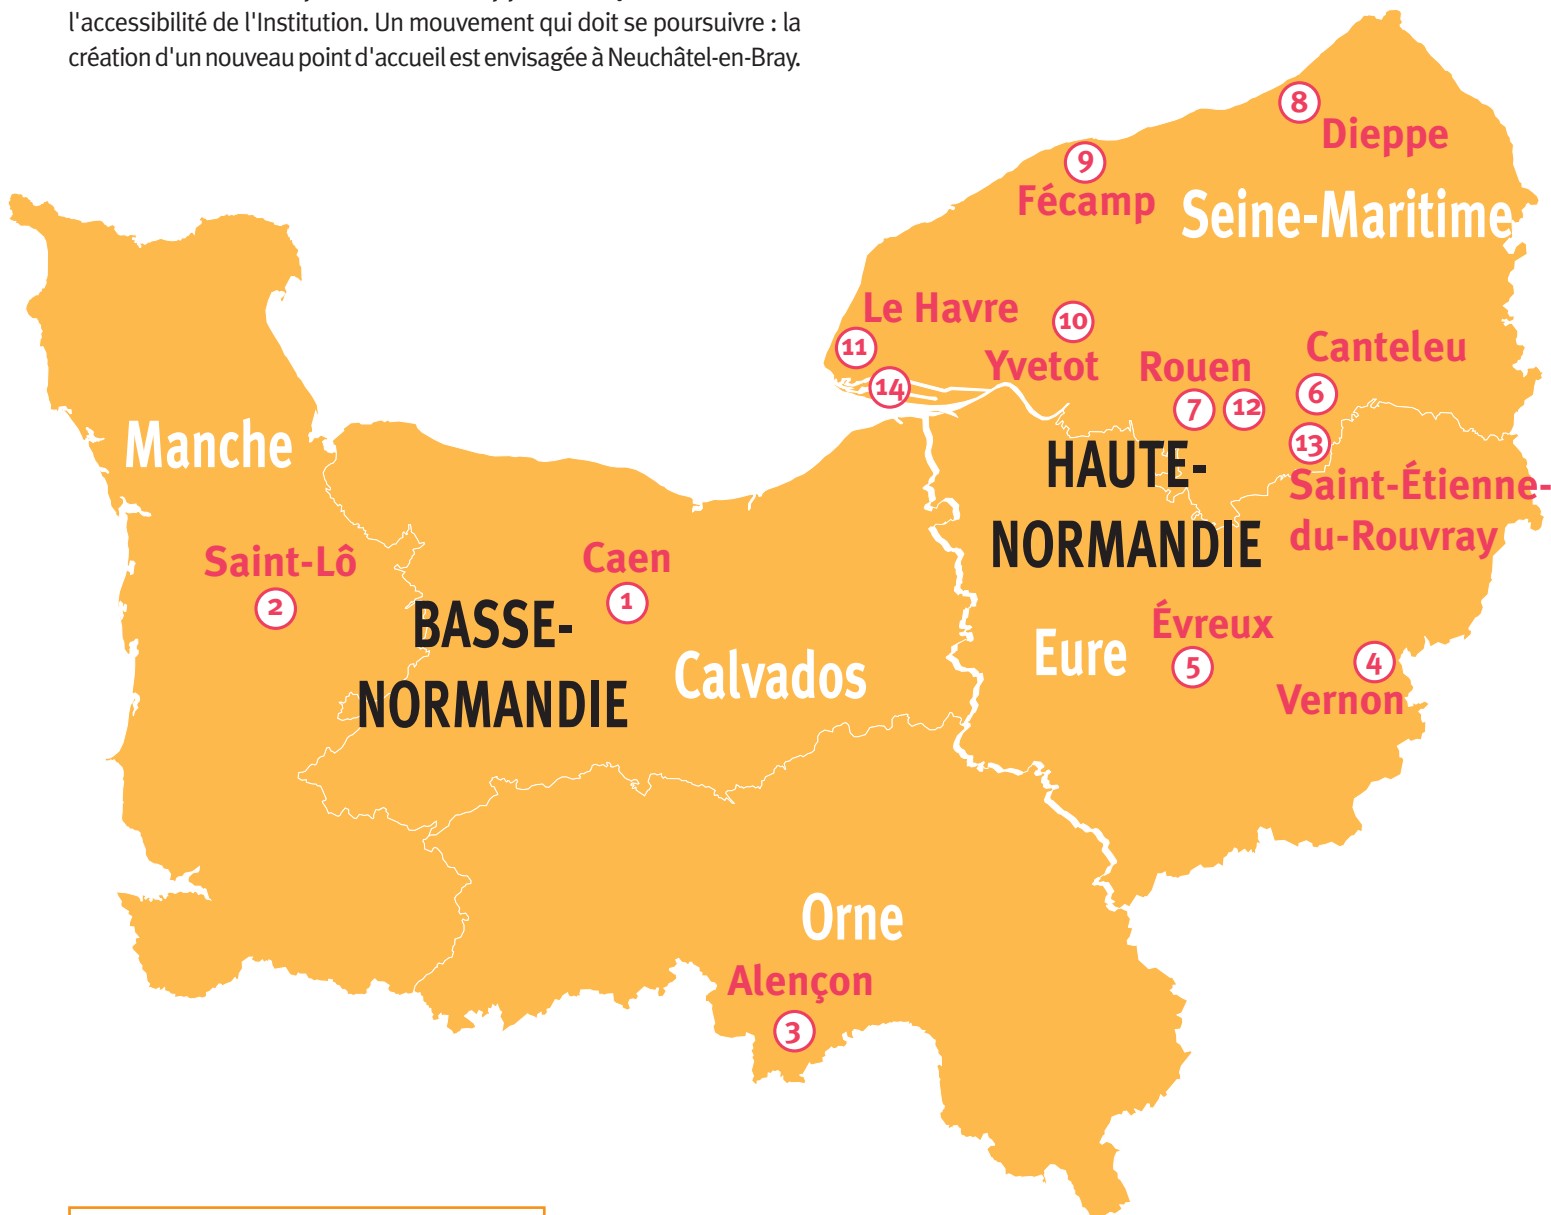 l'accessibilité de l'Institution. Un mouvement qui doit se poursuivre : la
création d'un nouveau point d'accueil est envisagée à Neuchâtel-en-Bray.
8
Dieppe
9
Fécamp
Seine-Maritime
Le Havre
11
14
10
Yvetot
Rouen
7
12
Canteleu
6
13
Saint-Étienne-
du-Rouvray
HAUTE-
NORMANDIE
Manche
Saint-Lô
2
Caen
1
BASSE-
NORMANDIE
Calvados
Eure
Évreux
5
4
Vernon
Orne
Alençon
3